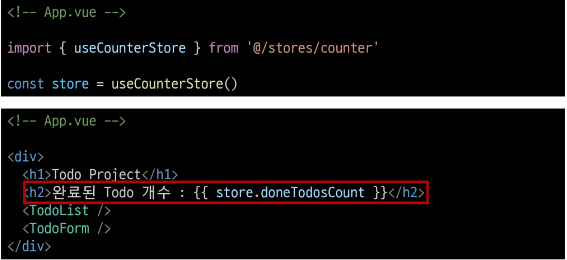 <!-- App.vue -->
import { useCounterStore } from '@/stores/counter'
const store = useCounterStore()
<!-- App.vue -->
<div>
<h1>Todo Project</h1>
<h2>완료된 Todo 개수 : {{ store.doneTodosCount }}</h2>
<TodoList />
<TodoForm />
</div>